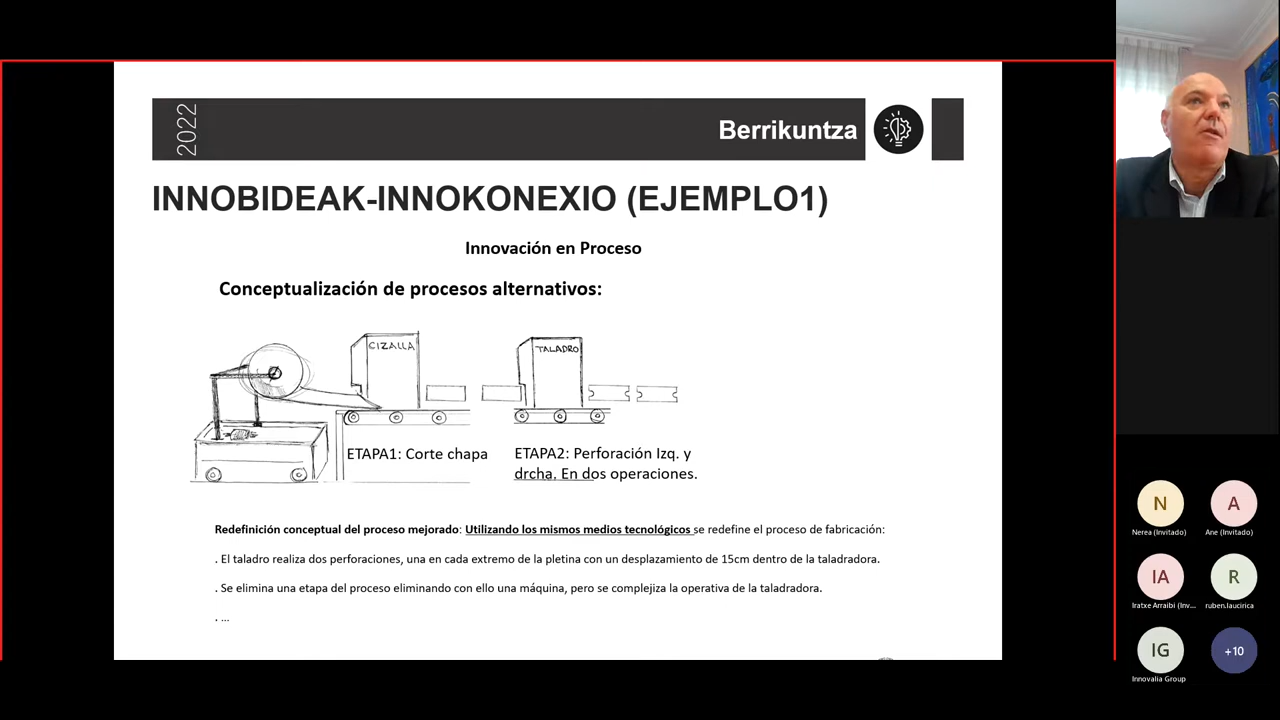 2022
Berrikuntza
INNOBIDEAK-INNOKONEXIO (EJEMPLO1)
Innovación en Proceso
Conceptualización de procesos alternativos:
CIZALLA
TALADRO
ETAPA1: Corte chapa
ETAPA2: Perforación Izq. y
drcha. En dos operaciones.
Redefinición conceptual del proceso mejorado: Utilizando los mismos medios tecnológicos se redefine el proceso de fabricación:
. El taladro realiza dos perforaciones, una en cada extremo de la pletina con un desplazamiento de 15cm dentro de la taladradora.
. Se elimina una etapa del proceso eliminando con ello una máquina, pero se complejiza la operativa de la taladradora.
. ...
N
A
Nerea (Invitado)
Ane (Invitado)
IA
R
Iratxe Arraibi (Inv...
ruben.laucirica
IG
+10
Innovalia Group